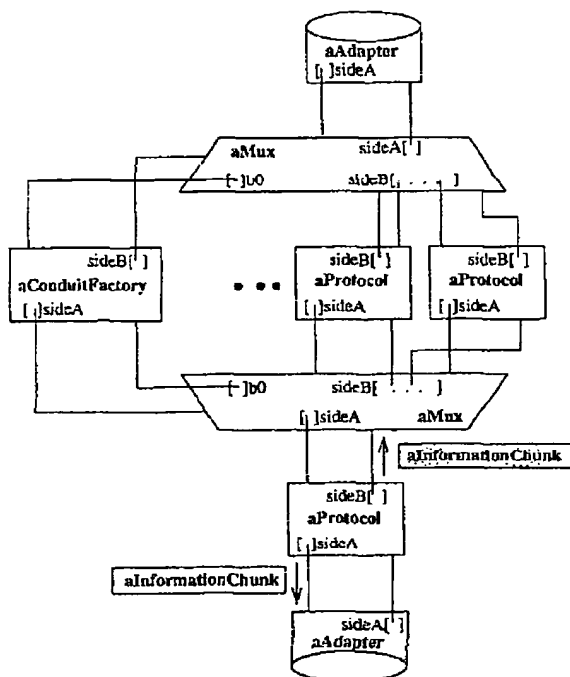 aAdapter
[ ]sideA
sideA[ ]
aMux
[-]b0
sideB[. . . ]
sideB[ ]
aConduitFactory
[ ]sideA
sideB[ ]
aProtocol
[ ]sideA
sideB[ ]
aProtocol
[ ]sideA
[-]b0
sideB[ . . . ]
[ ]sideA
aMux
aInformationChunk
sideB[ ]
aProtocol
[ ]sideA
aInformationChunk
sideA[ ]
aAdapter